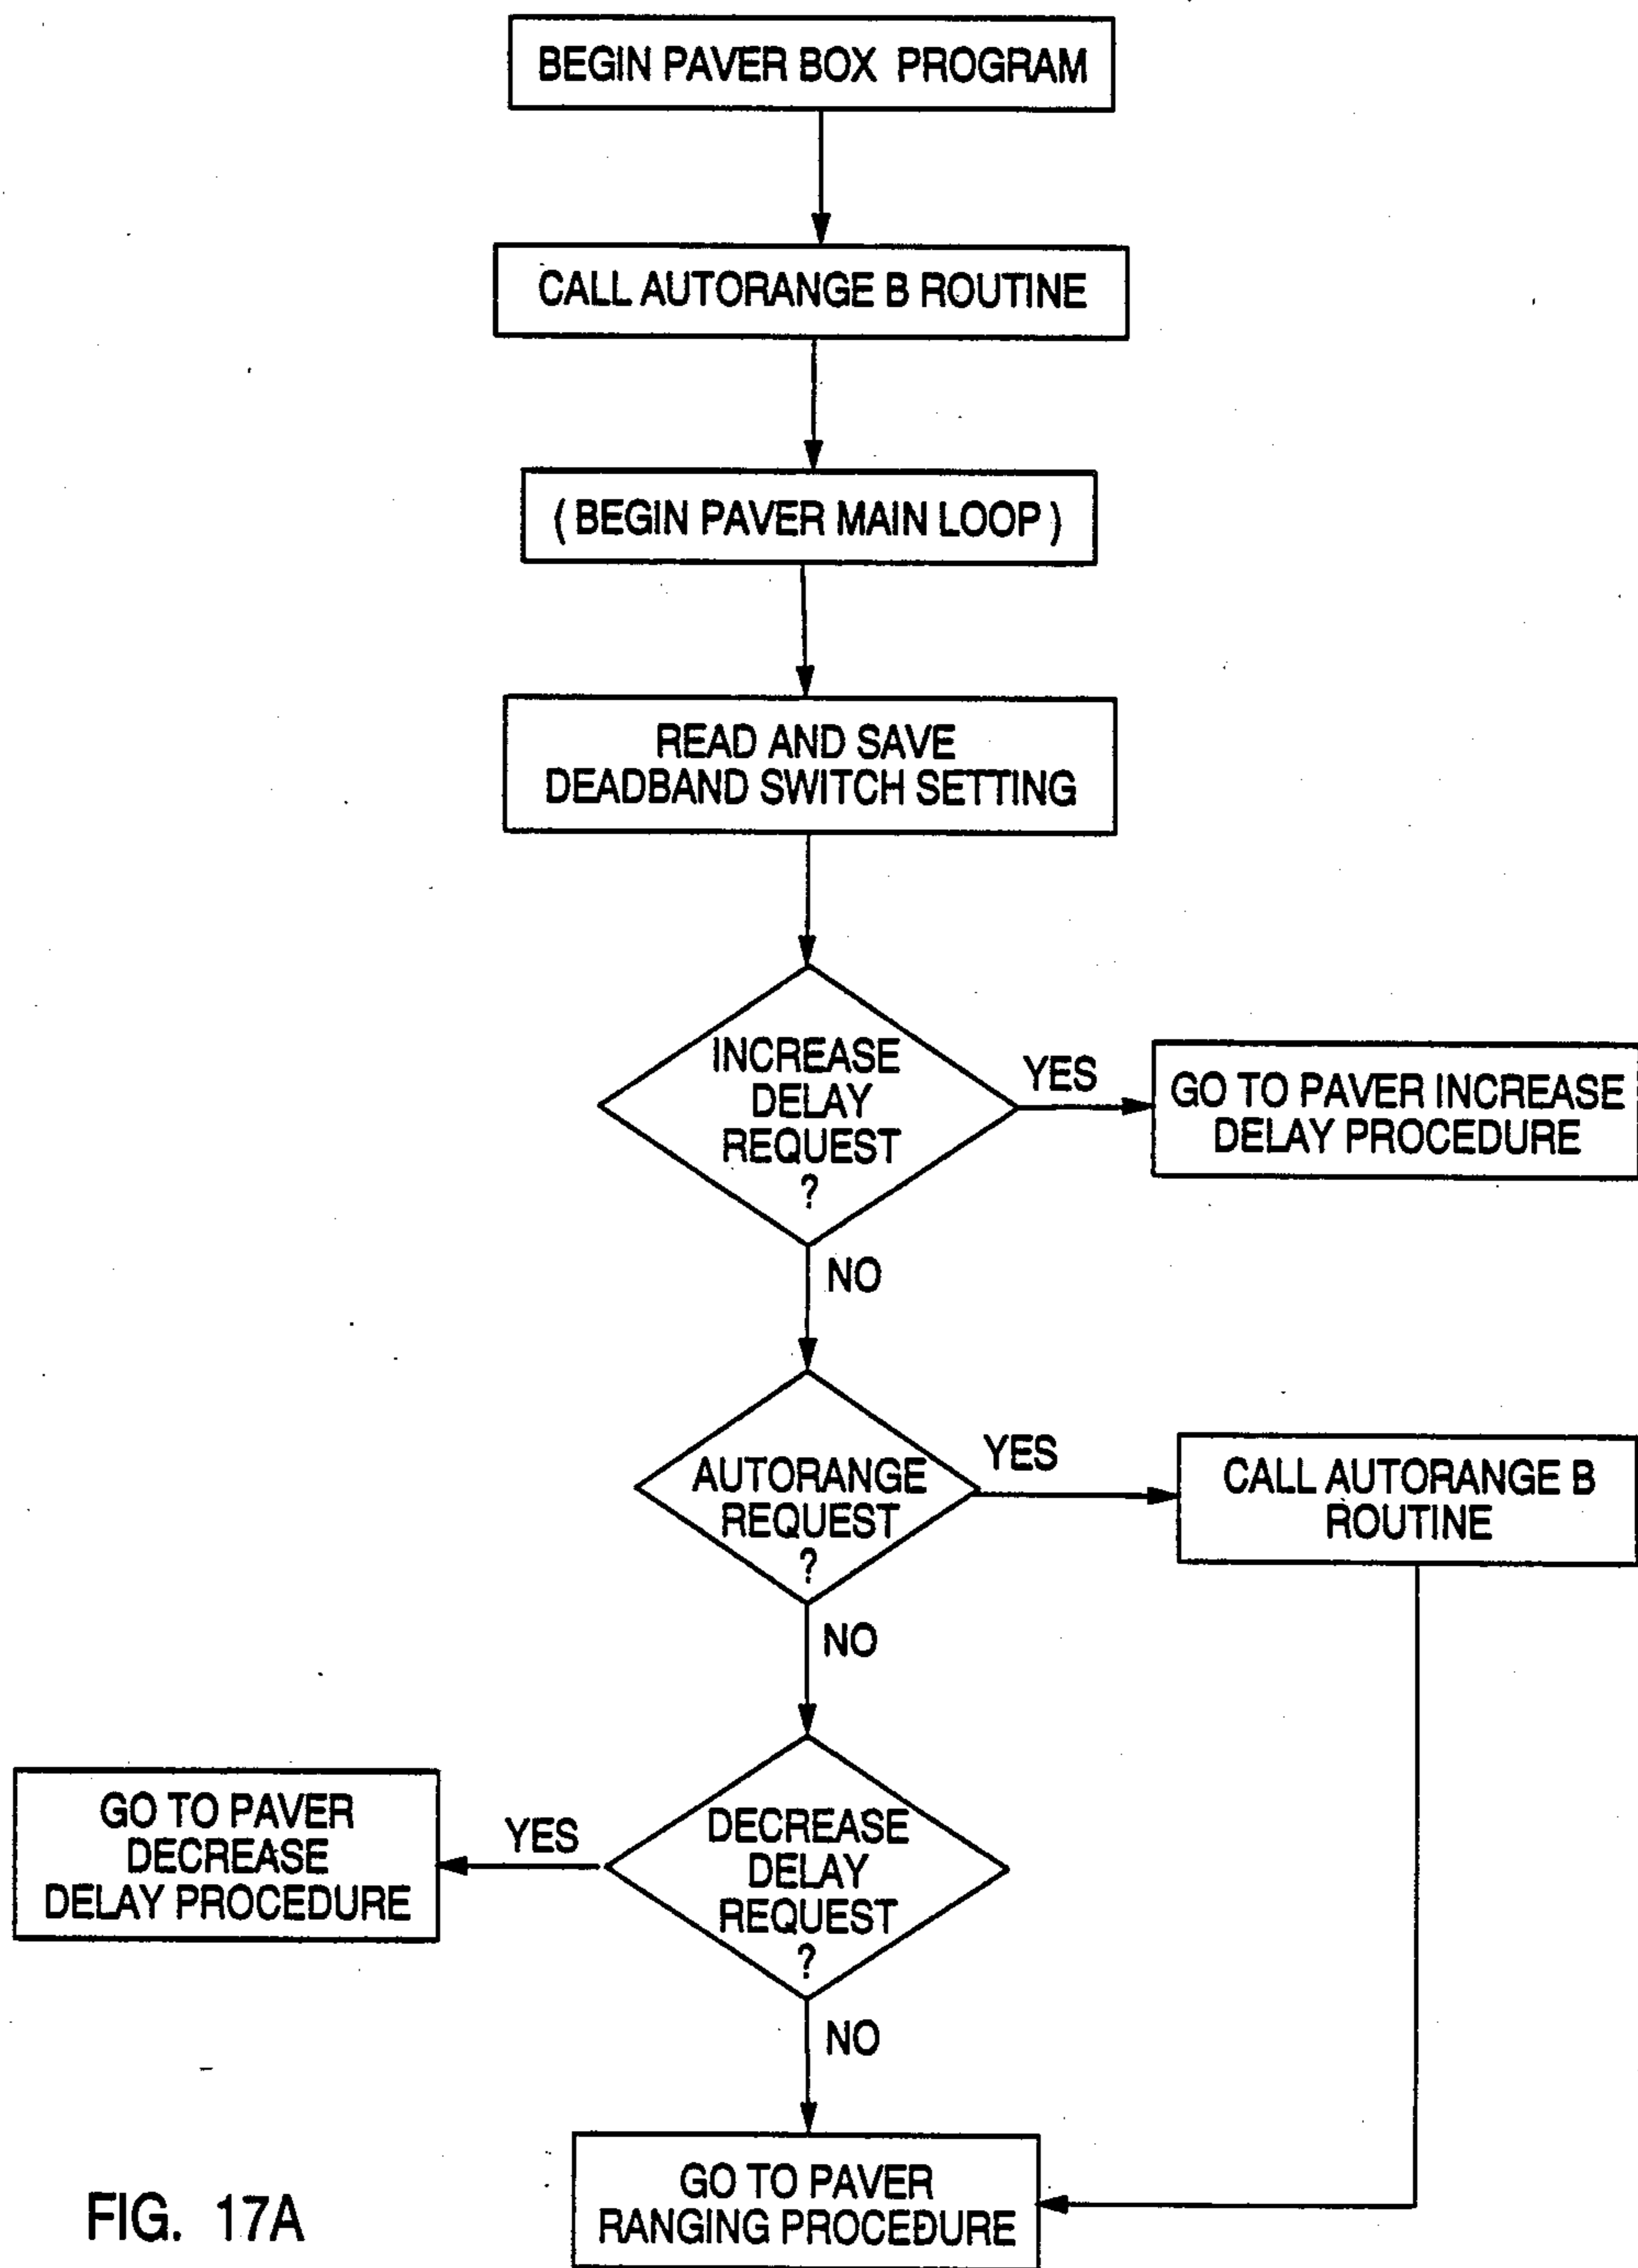 BEGIN PAVER BOX PROGRAM
CALL AUTORANGE B ROUTINE
( BEGIN PAVER MAIN LOOP )
READ AND SAVE
DEADBAND SWITCH SETTING
INCREASE
DELAY
REQUEST
?
YES
GO TO PAVER INCREASE
DELAY PROCEDURE
NO
AUTORANGE
REQUEST
?
YES
CALL AUTORANGE B
ROUTINE
NO
DECREASE
DELAY
REQUEST
?
YES
GO TO PAVER
DECREASE
DELAY PROCEDURE
NO
GO TO PAVER
RANGING PROCEDURE
FIG. 17A